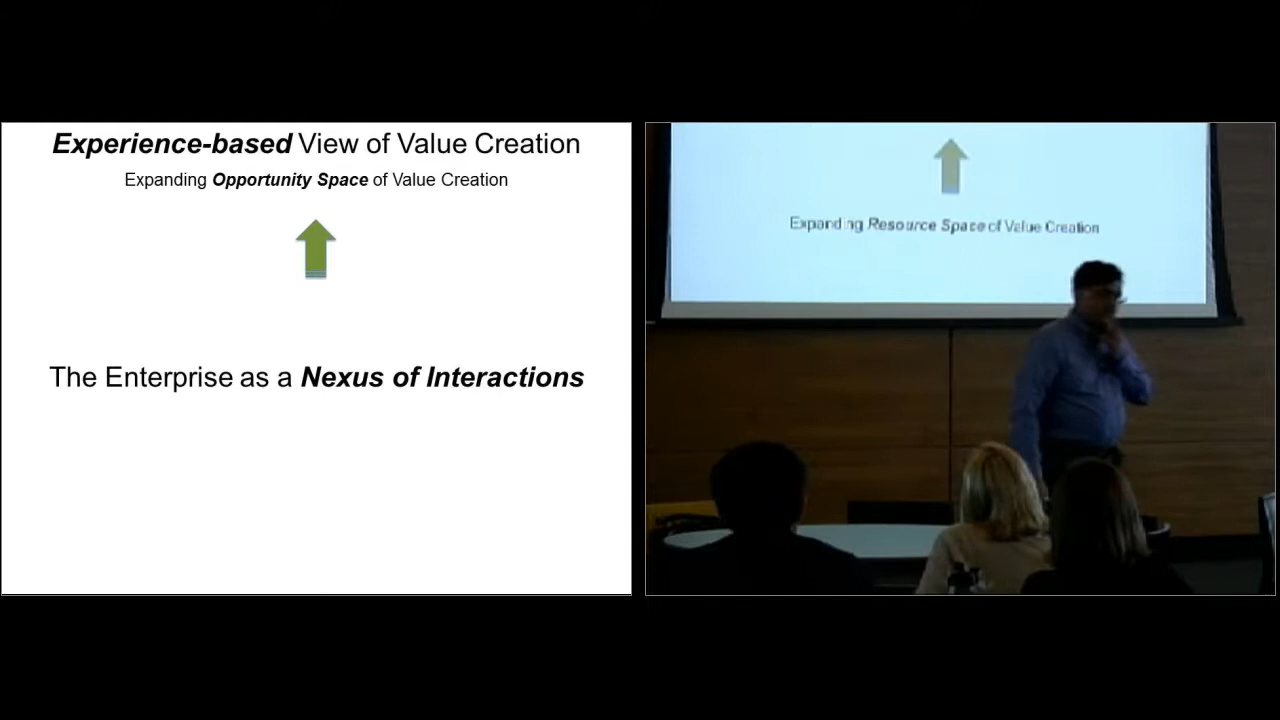 Experience-based View of Value Creation
Expanding Opportunity Space of Value Creation
The Enterprise as a Nexus of Interactions
Expanding Resource Space of Value Creation